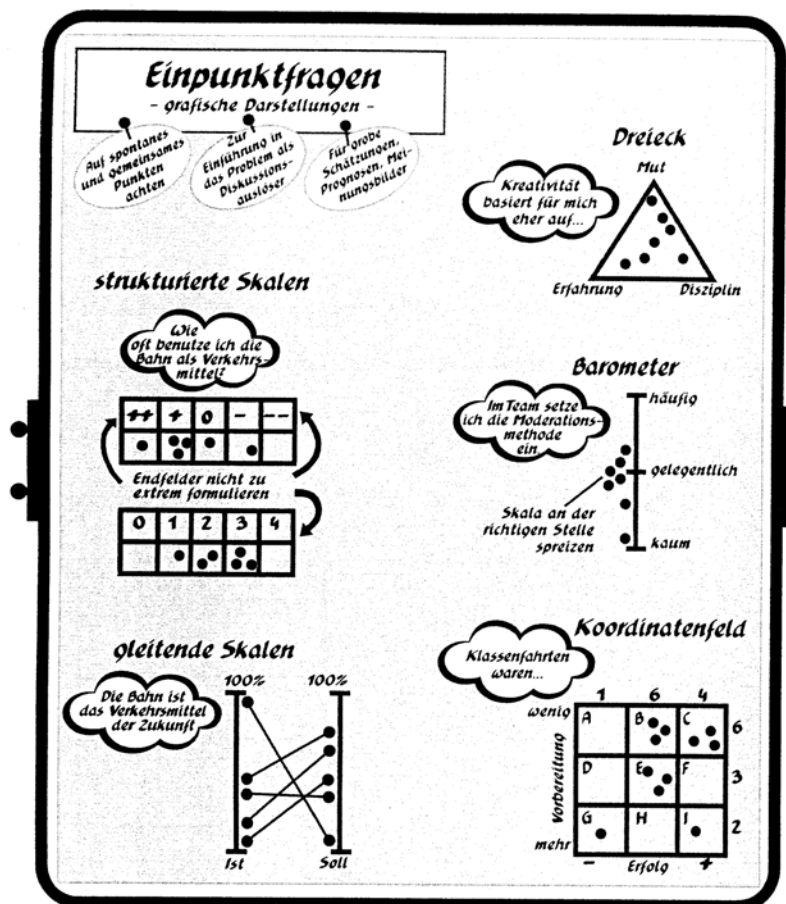 Einpunktfragen
- grafische Darstellungen -
Auf spontanes
und gemeinsames
Punkten
achten
Zur
Einführung in
das Problem als
Diskussions-
auslöser
Für grobe
Schätzungen,
Prognosen, Mei-
nungsbilder
Dreieck
Mut
Kreativität
basiert für mich
eher auf...
Erfahrung
Disziplin
strukturierte Skalen
Wie
oft benutze ich die
Bahn als Verkehrs-
mittel?
++ + 0 - --
Endfelder nicht zu
extrem formulieren
0 1 2 3 4
Barometer
häufig
Im Team setze
ich die Moderations-
methode
ein
gelegentlich
Skala an der
richtigen Stelle
spreizen
kaum
gleitende Skalen
100% 100%
Die Bahn ist
das Verkehrsmittel
der Zukunft
Ist Soll
Koordinatenfeld
Klassenfahrten
waren...
1 6 4
wenig
A B C 6
Vorbereitung
D E F 3
G H I 2
mehr
- Erfolg +